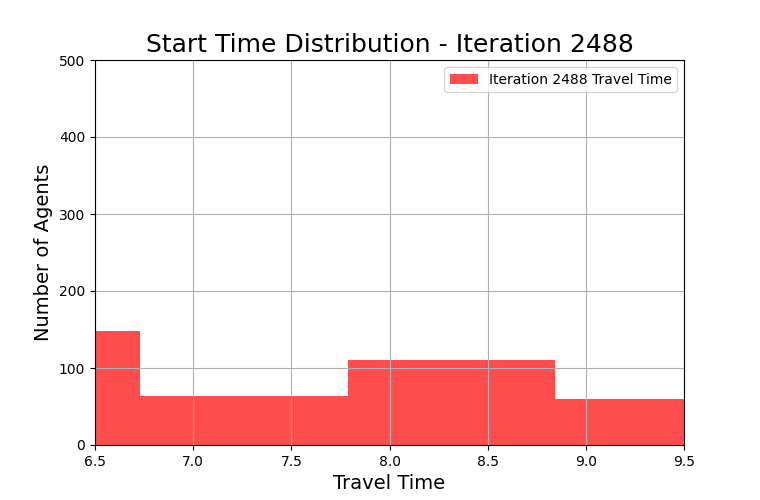 Start Time Distribution - Iteration 2488
Iteration 2488 Travel Time
500
400
300
200
100
0
Number of Agents
6.5 7.0 7.5 8.0 8.5 9.0 9.5
Travel Time